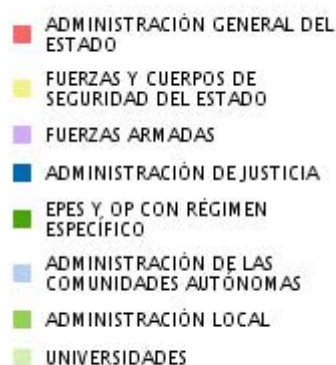 ADMINISTRACIÓN GENERAL DEL
ESTADO
FUERZAS Y CUERPOS DE
SEGURIDAD DEL ESTADO
FUERZAS ARMADAS
ADMINISTRACIÓN DE JUSTICIA
EPES Y OP CON RÉGIMEN
ESPECÍFICO
ADMINISTRACIÓN DE LAS
COMUNIDADES AUTÓNOMAS
ADMINISTRACIÓN LOCAL
UNIVERSIDADES